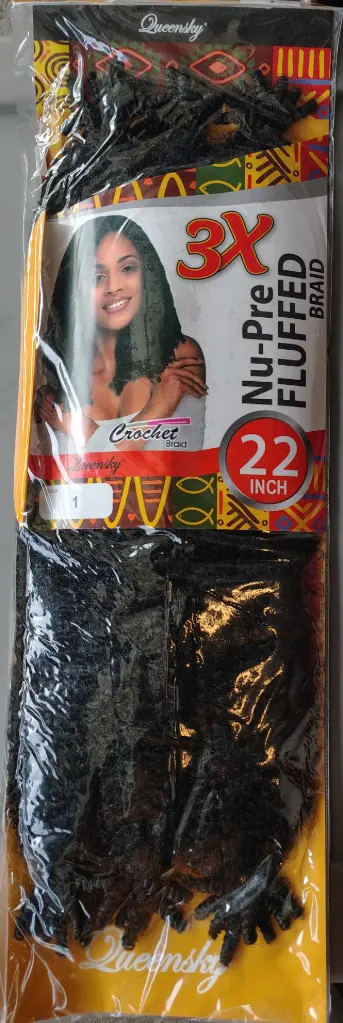 Queensky
3X
Nu-Pre
FLUFFED
BRAID
Crochet
Braid
Queensky
22
INCH
1
Queensky